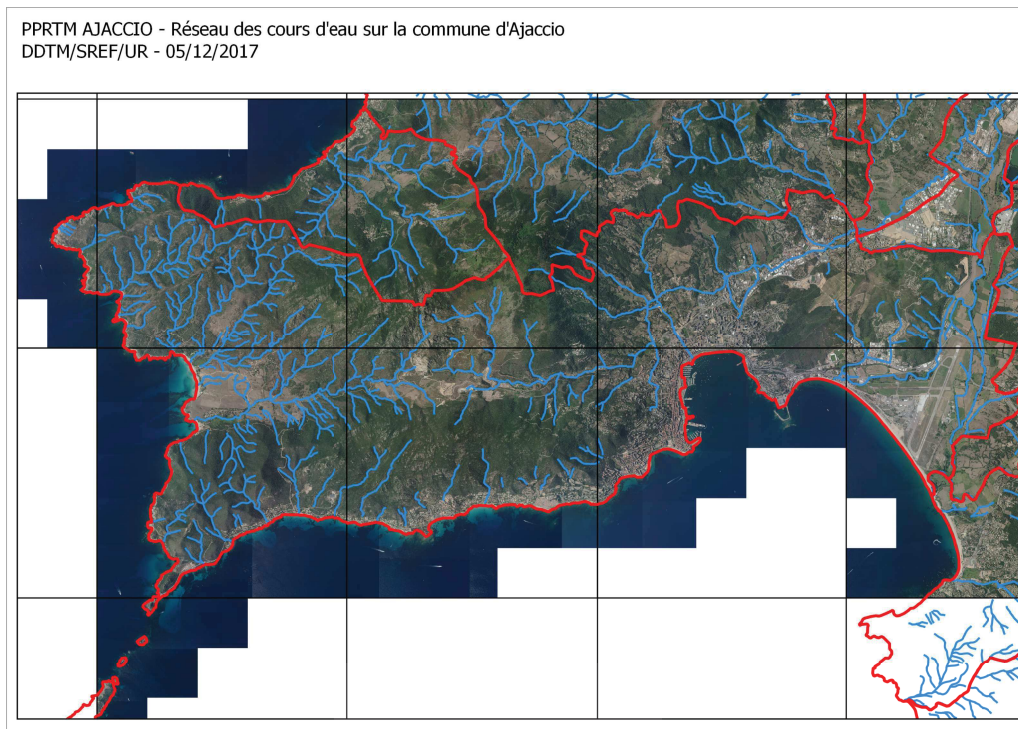 PPRTM AJACCIO - Réseau des cours d'eau sur la commune d'Ajaccio
DDTM/SREF/UR - 05/12/2017